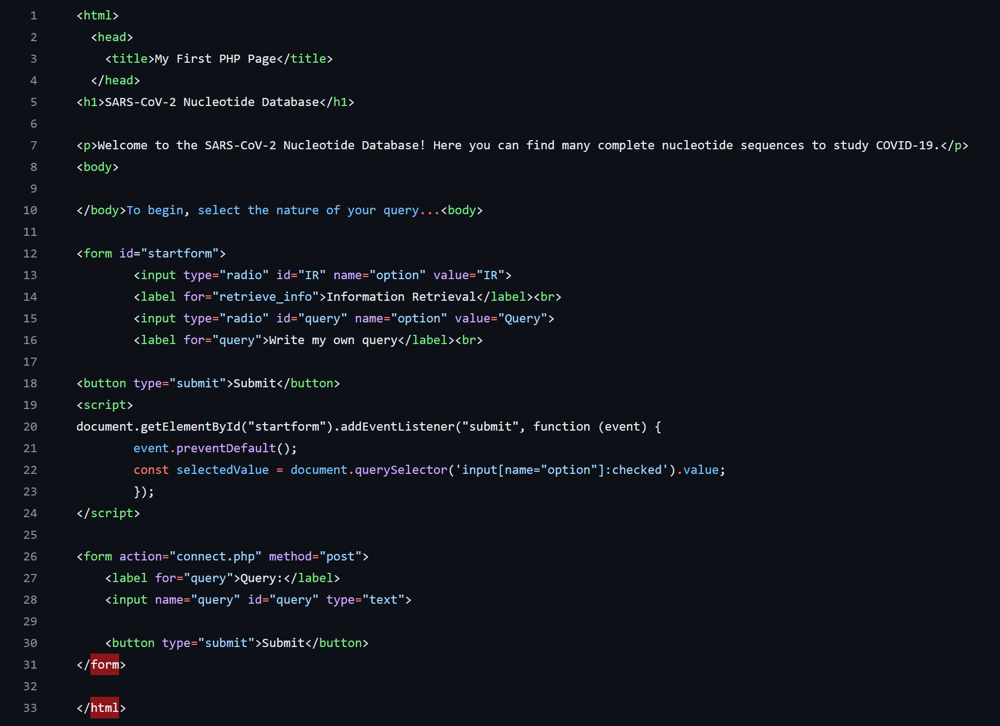 1 <html>
2 <head>
3 <title>My First PHP Page</title>
4 </head>
5 <h1>SARS-CoV-2 Nucleotide Database</h1>
6
7 <p>Welcome to the SARS-CoV-2 Nucleotide Database! Here you can find many complete nucleotide sequences to study COVID-19.</p>
8 <body>
9
10 </body>To begin, select the nature of your query...<body>
11
12 <form id="startform">
13 <input type="radio" id="IR" name="option" value="IR">
14 <label for="retrieve_info">Information Retrieval</label><br>
15 <input type="radio" id="query" name="option" value="Query">
16 <label for="query">Write my own query</label><br>
17
18 <button type="submit">Submit</button>
19 <script>
20 document.getElementById("startform").addEventListener("submit", function (event) {
21 event.preventDefault();
22 const selectedValue = document.querySelector('input[name="option"]:checked').value;
23 });
24 </script>
25
26 <form action="connect.php" method="post">
27 <label for="query">Query:</label>
28 <input name="query" id="query" type="text">
29
30 <button type="submit">Submit</button>
31 </form>
32
33 </html>